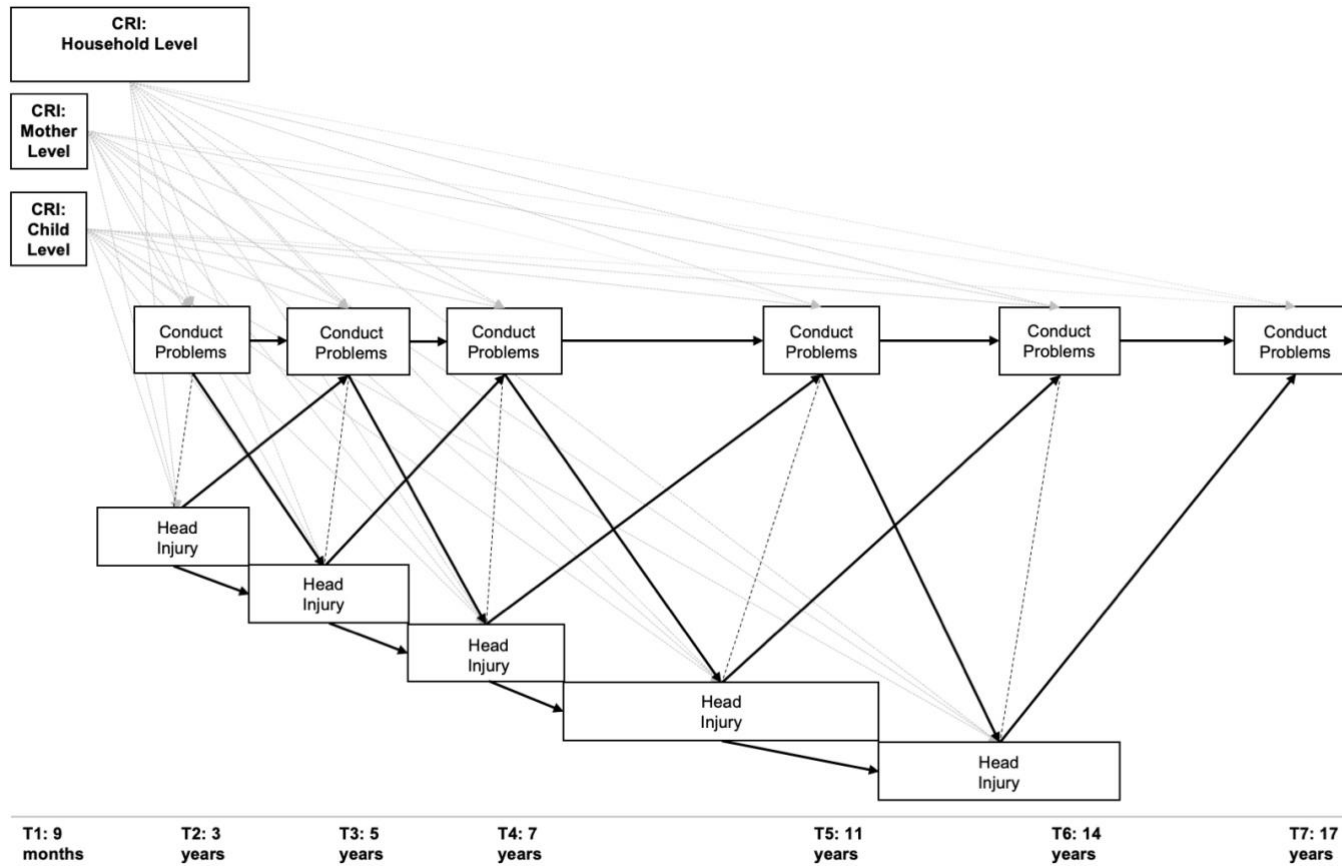 CRI:
Household Level
CRI:
Mother
Level
CRI:
Child
Level
Conduct
Problems
Conduct
Problems
Conduct
Problems
Conduct
Problems
Conduct
Problems
Conduct
Problems
Head
Injury
Head
Injury
Head
Injury
Head
Injury
Head
Injury
T1: 9
months
T2: 3
years
T3: 5
years
T4: 7
years
T5: 11
years
T6: 14
years
T7: 17
years